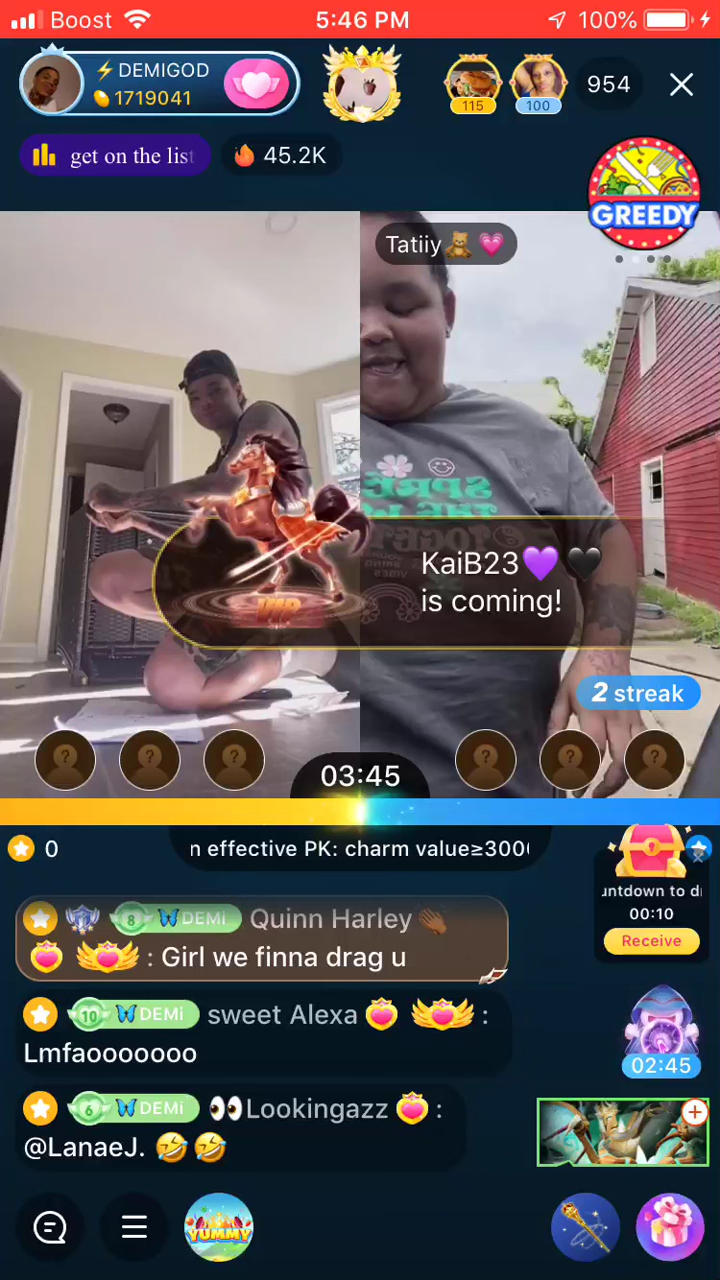 Boost
5:46 PM
100%
DEMIGOD
1719041
115
100
954
get on the list
45.2K
GREEDY
Tatiiy
VIP
KaiB23
is coming!
2 streak
03:45
0
n effective PK: charm value≥300
untdown to d
00:10
Receive
8 DEMi Quinn Harley
: Girl we finna drag u
10 DEMi sweet Alexa :
Lmfaooooooo
02:45
6 DEMi Lookingazz :
@LanaeJ.
YUMMY